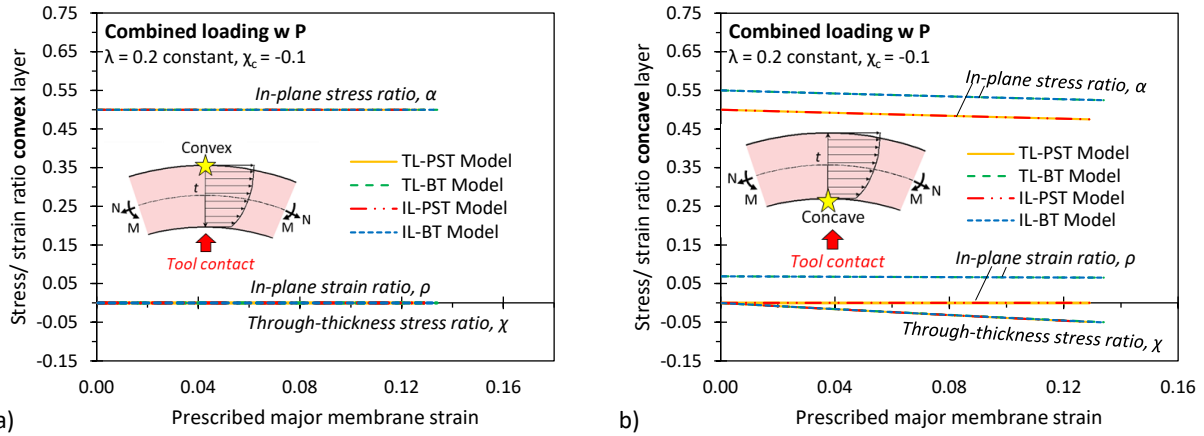 Stress/ strain ratio convex layer
0.75
0.65
0.55
0.45
0.35
0.25
0.15
0.05
-0.05
-0.15
Combined loading w P
λ = 0.2 constant, χc = -0.1
In-plane stress ratio, α
Convex
t
N
M
N
M
Tool contact
TL-PST Model
TL-BT Model
IL-PST Model
IL-BT Model
In-plane strain ratio, ρ
Through-thickness stress ratio, χ
0.00
0.04
0.08
0.12
0.16
Prescribed major membrane strain
a)
Stress/ strain ratio concave layer
0.75
0.65
0.55
0.45
0.35
0.25
0.15
0.05
-0.05
-0.15
Combined loading w P
λ = 0.2 constant, χc = -0.1
In-plane stress ratio, α
t
N
M
N
M
Concave
Tool contact
TL-PST Model
TL-BT Model
IL-PST Model
IL-BT Model
In-plane strain ratio, ρ
Through-thickness stress ratio, χ
0.00
0.04
0.08
0.12
0.16
Prescribed major membrane strain
b)